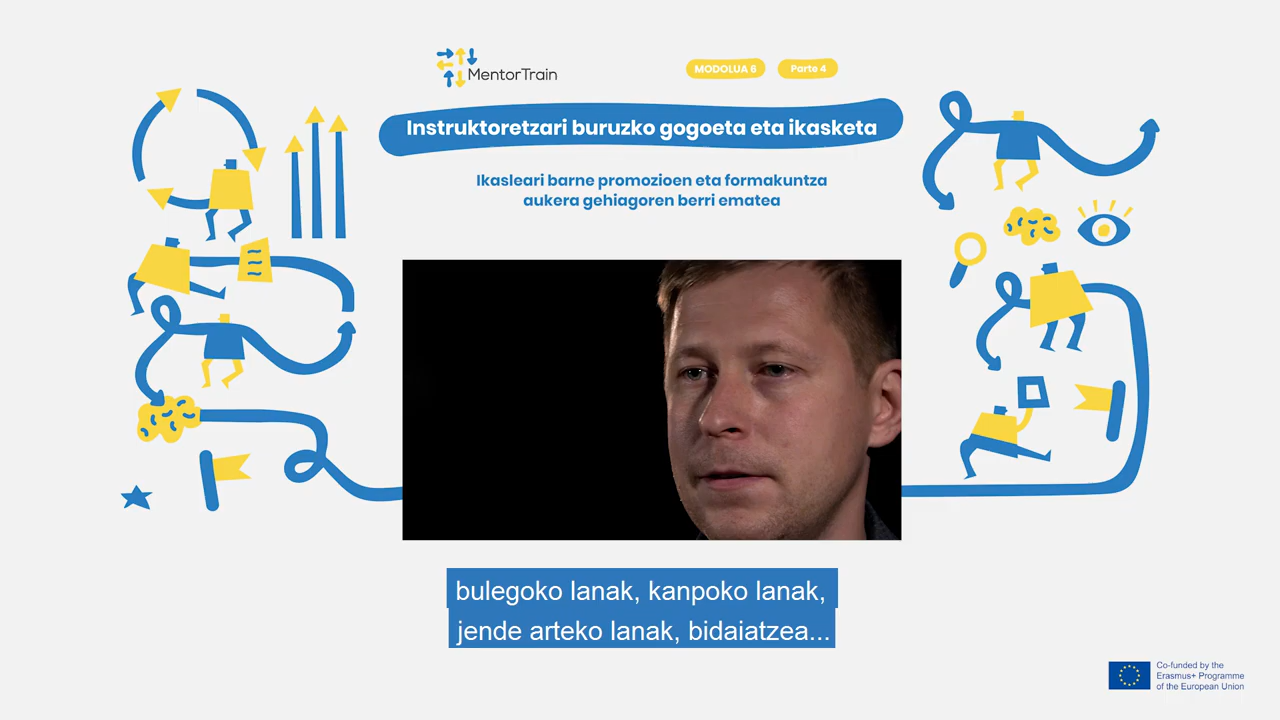 MentorTrain
MODOLUA 6
Parte 4
Instruktoretzari buruzko gogoeta eta ikasketa
Ikasleari barne promozioen eta formakuntza
aukera gehiagoren berri ematea
bulegoko lanak, kanpoko lanak,
jende arteko lanak, bidaiatzea...
Co-funded by the
Erasmus+ Programme
of the European Union